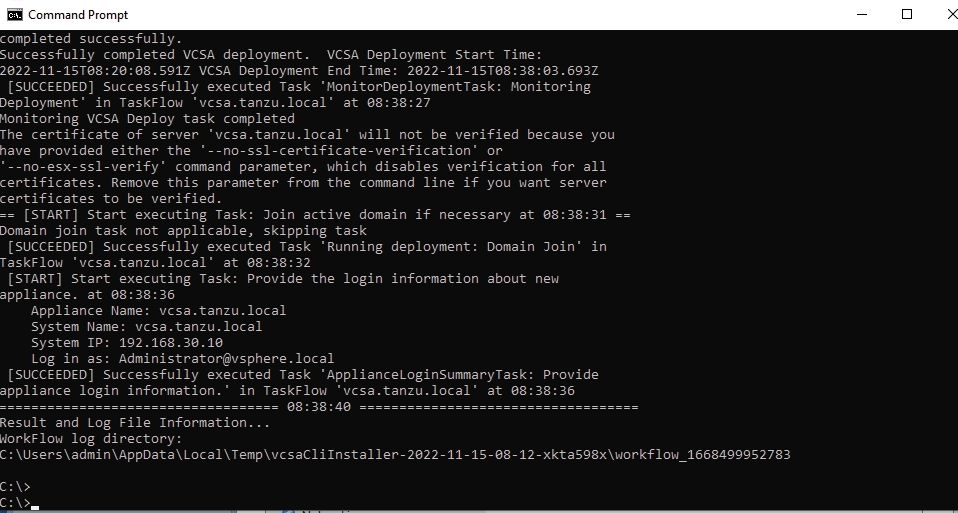 Command Prompt
completed successfully.
Successfully completed VCSA deployment.  VCSA Deployment Start Time:
2022-11-15T08:20:08.591Z VCSA Deployment End Time: 2022-11-15T08:38:03.693Z
 [SUCCEEDED] Successfully executed Task 'MonitorDeploymentTask: Monitoring
Deployment' in TaskFlow 'vcsa.tanzu.local' at 08:38:27
Monitoring VCSA Deploy task completed
The certificate of server 'vcsa.tanzu.local' will not be verified because you
have provided either the '--no-ssl-certificate-verification' or
'--no-esx-ssl-verify' command parameter, which disables verification for all
certificates. Remove this parameter from the command line if you want server
certificates to be verified.
== [START] Start executing Task: Join active domain if necessary at 08:38:31 ==
Domain join task not applicable, skipping task
 [SUCCEEDED] Successfully executed Task 'Running deployment: Domain Join' in
TaskFlow 'vcsa.tanzu.local' at 08:38:32
 [START] Start executing Task: Provide the login information about new
appliance. at 08:38:36
    Appliance Name: vcsa.tanzu.local
    System Name: vcsa.tanzu.local
    System IP: 192.168.30.10
    Log in as: Administrator@vsphere.local
 [SUCCEEDED] Successfully executed Task 'ApplianceLoginSummaryTask: Provide
appliance login information.' in TaskFlow 'vcsa.tanzu.local' at 08:38:36
=================================== 08:38:40 ===================================
Result and Log File Information...
WorkFlow log directory:
C:\Users\admin\AppData\Local\Temp\vcsaCliInstaller-2022-11-15-08-12-xkta598x\workflow_1668499952783
C:\>
C:\>